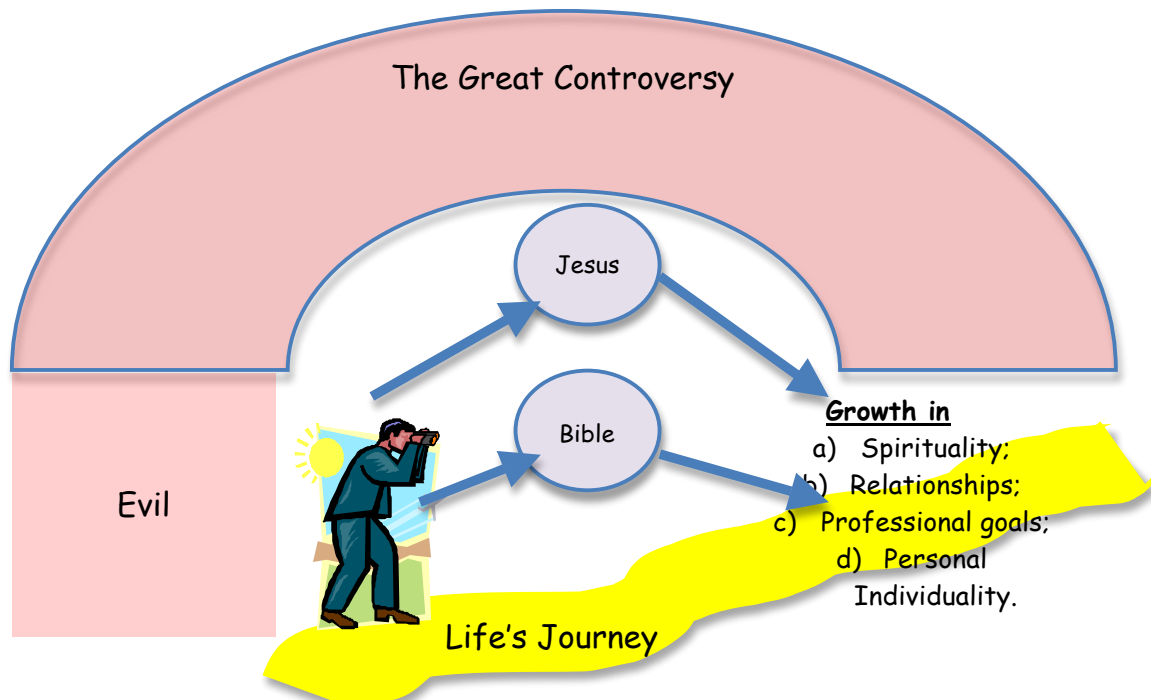 The Great Controversy
Jesus
Bible
Evil
Growth in
a) Spirituality;
b) Relationships;
c) Professional goals;
d) Personal
Individuality.
Life's Journey